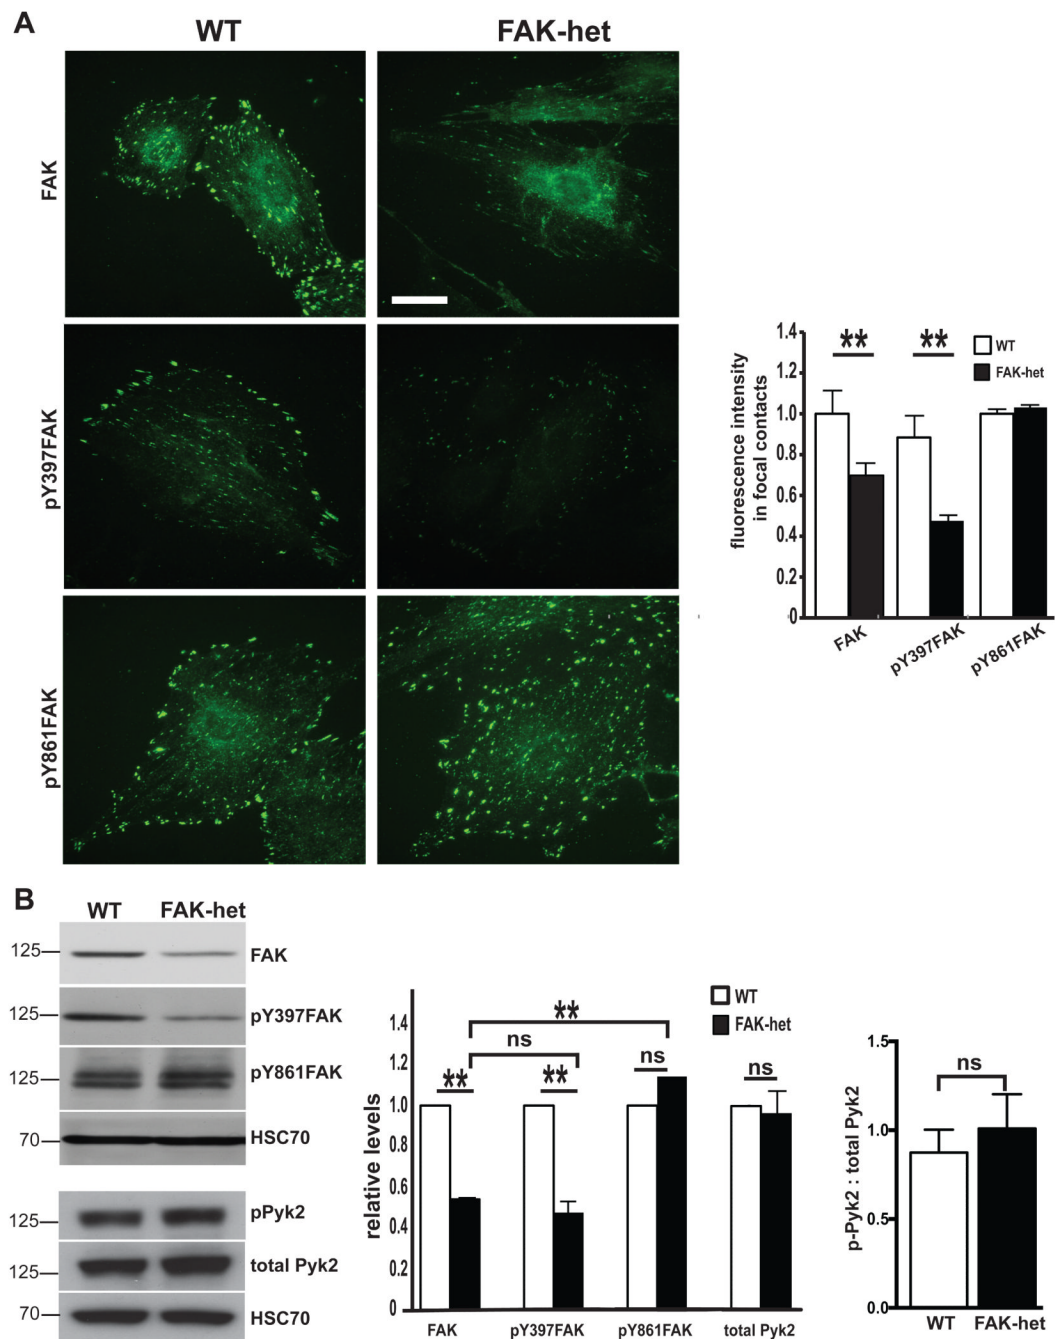 A
WT
FAK-het
FAK
pY397FAK
pY861FAK
fluorescence intensity
in focal contacts
1.4
1.2
1.0
0.8
0.6
0.4
0.2
0
**
**
WT
FAK-het
FAK
pY397FAK
pY861FAK
B
WT
FAK-het
125
FAK
125
pY397FAK
125
pY861FAK
70
HSC70
125
pPyk2
125
total Pyk2
70
HSC70
relative levels
1.4
1.2
1.0
0.8
0.6
0.4
0.2
0
WT
FAK-het
**
ns
**
**
ns
ns
FAK
pY397FAK
pY861FAK
total Pyk2
p-Pyk2 : total Pyk2
1.5
1.0
0.5
0.0
ns
WT
FAK-het